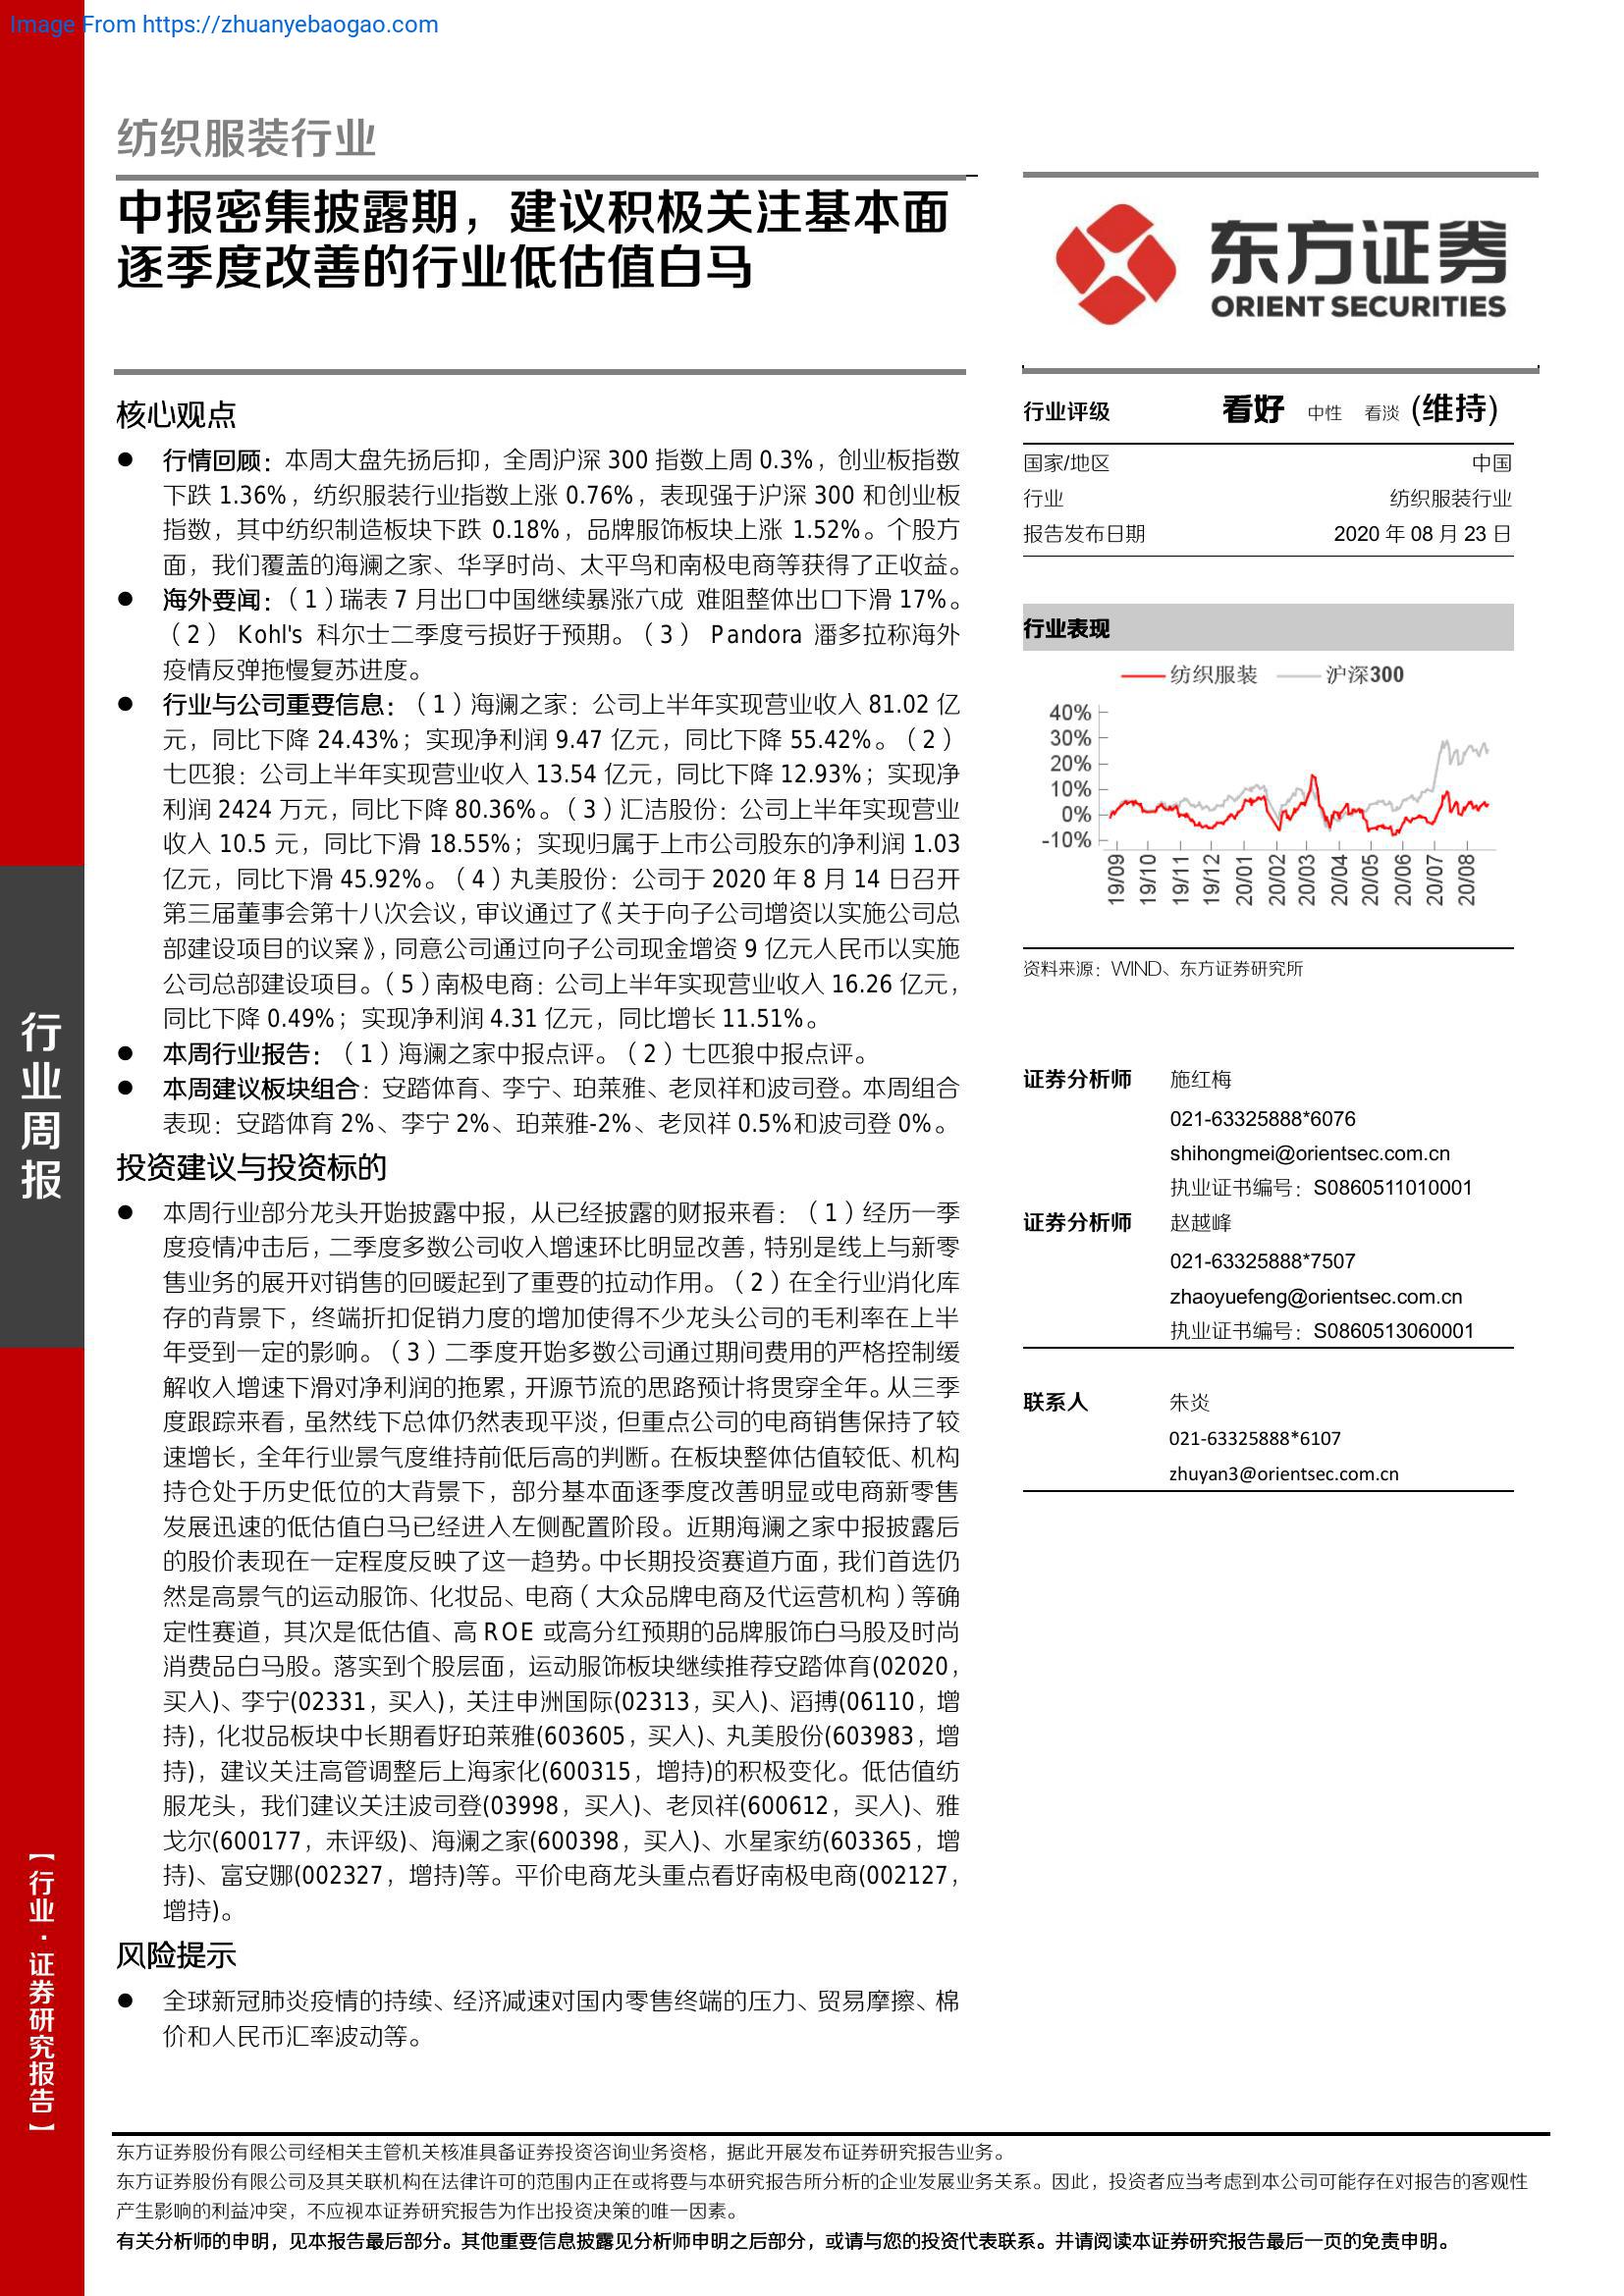 Image From https://zhuanyebaogao.com
纺织服装行业
中报密集披露期，建议积极关注基本面
逐季度改善的行业低估值白马
东方证券
ORIENT SECURITIES
核心观点
● 行情回顾：本周大盘先扬后抑，全周沪深 300 指数上周 0.3%，创业板指数
下跌 1.36%，纺织服装行业指数上涨 0.76%，表现强于沪深 300 和创业板
指数，其中纺织制造板块下跌 0.18%，品牌服饰板块上涨 1.52%。个股方
面，我们覆盖的海澜之家、华孚时尚、太平鸟和南极电商等获得了正收益。
● 海外要闻：（1）瑞表 7 月出口中国继续暴涨六成 难阻整体出口下滑 17%。
（2） Kohl's 科尔士二季度亏损好于预期。（3） Pandora 潘多拉称海外
疫情反弹拖慢复苏进度。
● 行业与公司重要信息：（1）海澜之家：公司上半年实现营业收入 81.02 亿
元，同比下降 24.43%；实现净利润 9.47 亿元，同比下降 55.42%。（2）
七匹狼：公司上半年实现营业收入 13.54 亿元，同比下降 12.93%；实现净
利润 2424 万元，同比下降 80.36%。（3）汇洁股份：公司上半年实现营业
收入 10.5 元，同比下滑 18.55%；实现归属于上市公司股东的净利润 1.03
亿元，同比下滑 45.92%。（4）丸美股份：公司于 2020 年 8 月 14 日召开
第三届董事会第十八次会议，审议通过了《关于向子公司增资以实施公司总
部建设项目的议案》，同意公司通过向子公司现金增资 9 亿元人民币以实施
公司总部建设项目。（5）南极电商：公司上半年实现营业收入 16.26 亿元，
同比下降 0.49%；实现净利润 4.31 亿元，同比增长 11.51%。
● 本周行业报告：（1）海澜之家中报点评。（2）七匹狼中报点评。
● 本周建议板块组合：安踏体育、李宁、珀莱雅、老凤祥和波司登。本周组合
表现：安踏体育 2%、李宁 2%、珀莱雅-2%、老凤祥 0.5%和波司登 0%。
投资建议与投资标的
● 本周行业部分龙头开始披露中报，从已经披露的财报来看：（1）经历一季
度疫情冲击后，二季度多数公司收入增速环比明显改善，特别是线上与新零
售业务的展开对销售的回暖起到了重要的拉动作用。（2）在全行业消化库
存的背景下，终端折扣促销力度的增加使得不少龙头公司的毛利率在上半
年受到一定的影响。（3）二季度开始多数公司通过期间费用的严格控制缓
解收入增速下滑对净利润的拖累，开源节流的思路预计将贯穿全年。从三季
度跟踪来看，虽然线下总体仍然表现平淡，但重点公司的电商销售保持了较
速增长，全年行业景气度维持前低后高的判断。在板块整体估值较低、机构
持仓处于历史低位的大背景下，部分基本面逐季度改善明显或电商新零售
发展迅速的低估值白马已经进入左侧配置阶段。近期海澜之家中报披露后
的股价表现在一定程度反映了这一趋势。中长期投资赛道方面，我们首选仍
然是高景气的运动服饰、化妆品、电商（大众品牌电商及代运营机构）等确
定性赛道，其次是低估值、高 ROE 或高分红预期的品牌服饰白马股及时尚
消费品白马股。落实到个股层面，运动服饰板块继续推荐安踏体育(02020，
买入)、李宁(02331，买入)，关注申洲国际(02313，买入)、滔搏(06110，增
持)，化妆品板块中长期看好珀莱雅(603605，买入)、丸美股份(603983，增
持)，建议关注高管调整后上海家化(600315，增持)的积极变化。低估值纺
服龙头，我们建议关注波司登(03998，买入)、老凤祥(600612，买入)、雅
戈尔(600177，未评级)、海澜之家(600398，买入)、水星家纺(603365，增
持)、富安娜(002327，增持)等。平价电商龙头重点看好南极电商(002127，
增持)。
风险提示
● 全球新冠肺炎疫情的持续、经济减速对国内零售终端的压力、贸易摩擦、棉
价和人民币汇率波动等。
行业评级 看好 中性 看淡 (维持)
国家/地区 中国
行业 纺织服装行业
报告发布日期 2020 年 08 月 23 日
行业表现
纺织服装 沪深300
40%
30%
20%
10%
0%
-10%
19/09 19/10 19/11 19/12 20/01 20/02 20/03 20/04 20/05 20/06 20/07 20/08
资料来源：WIND、东方证券研究所
证券分析师 施红梅
021-63325888*6076
shihongmei@orientsec.com.cn
执业证书编号：S0860511010001
证券分析师 赵越峰
021-63325888*7507
zhaoyuefeng@orientsec.com.cn
执业证书编号：S0860513060001
联系人 朱炎
021-63325888*6107
zhuyan3@orientsec.com.cn
行业周报
【行业·证券研究报告】
东方证券股份有限公司经相关主管机关核准具备证券投资咨询业务资格，据此开展发布证券研究报告业务。
东方证券股份有限公司及其关联机构在法律许可的范围内正在或将要与本研究报告所分析的企业发展业务关系。因此，投资者应当考虑到本公司可能存在对报告的客观性
产生影响的利益冲突，不应视本证券研究报告为作出投资决策的唯一因素。
有关分析师的申明，见本报告最后部分。其他重要信息披露见分析师申明之后部分，或请与您的投资代表联系。并请阅读本证券研究报告最后一页的免责申明。